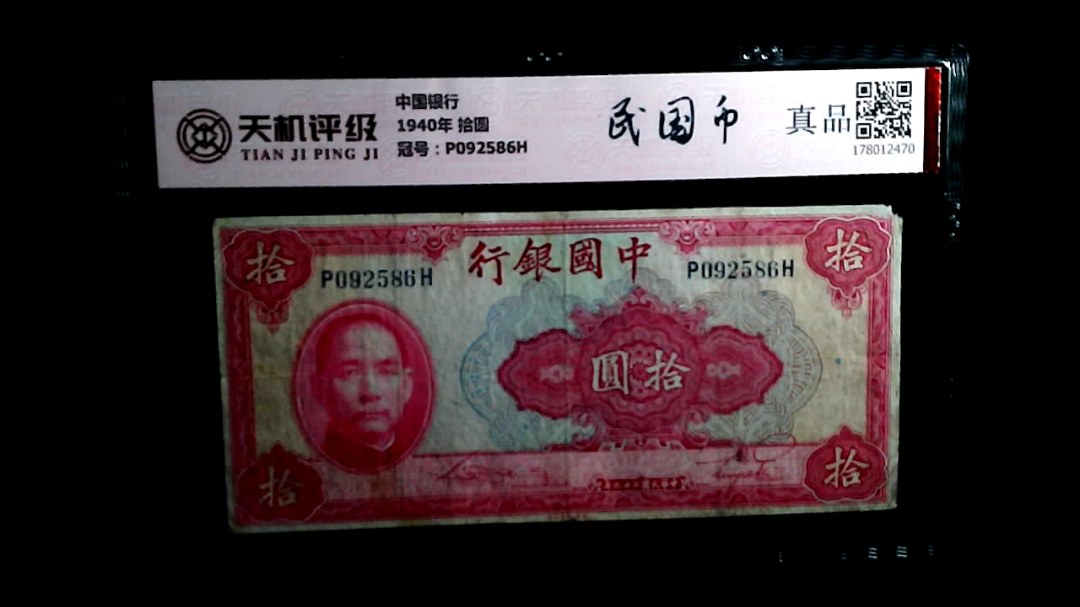 天机评级
TIAN JI PING JI
中国银行
1940年 拾圆
冠号：P092586H
民国币
真品
178012470
拾
拾
行銀國中
P092586H
P092586H
圓拾
拾
拾